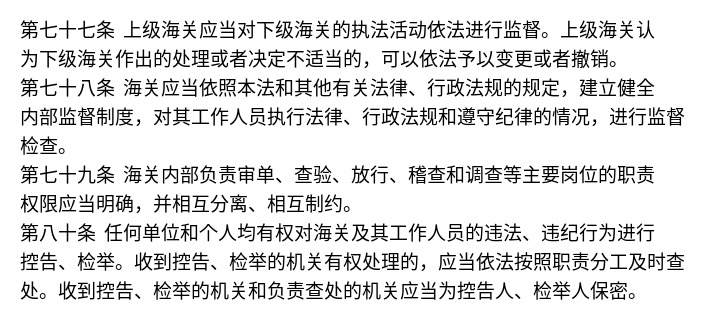 第七十七条 上级海关应当对下级海关的执法活动依法进行监督。上级海关认
为下级海关作出的处理或者决定不适当的，可以依法予以变更或者撤销。
第七十八条 海关应当依照本法和其他有关法律、行政法规的规定，建立健全
内部监督制度，对其工作人员执行法律、行政法规和遵守纪律的情况，进行监督
检查。
第七十九条 海关内部负责审单、查验、放行、稽查和调查等主要岗位的职责
权限应当明确，并相互分离、相互制约。
第八十条 任何单位和个人均有权对海关及其工作人员的违法、违纪行为进行
控告、检举。收到控告、检举的机关有权处理的，应当依法按照职责分工及时查
处。收到控告、检举的机关和负责查处的机关应当为控告人、检举人保密。